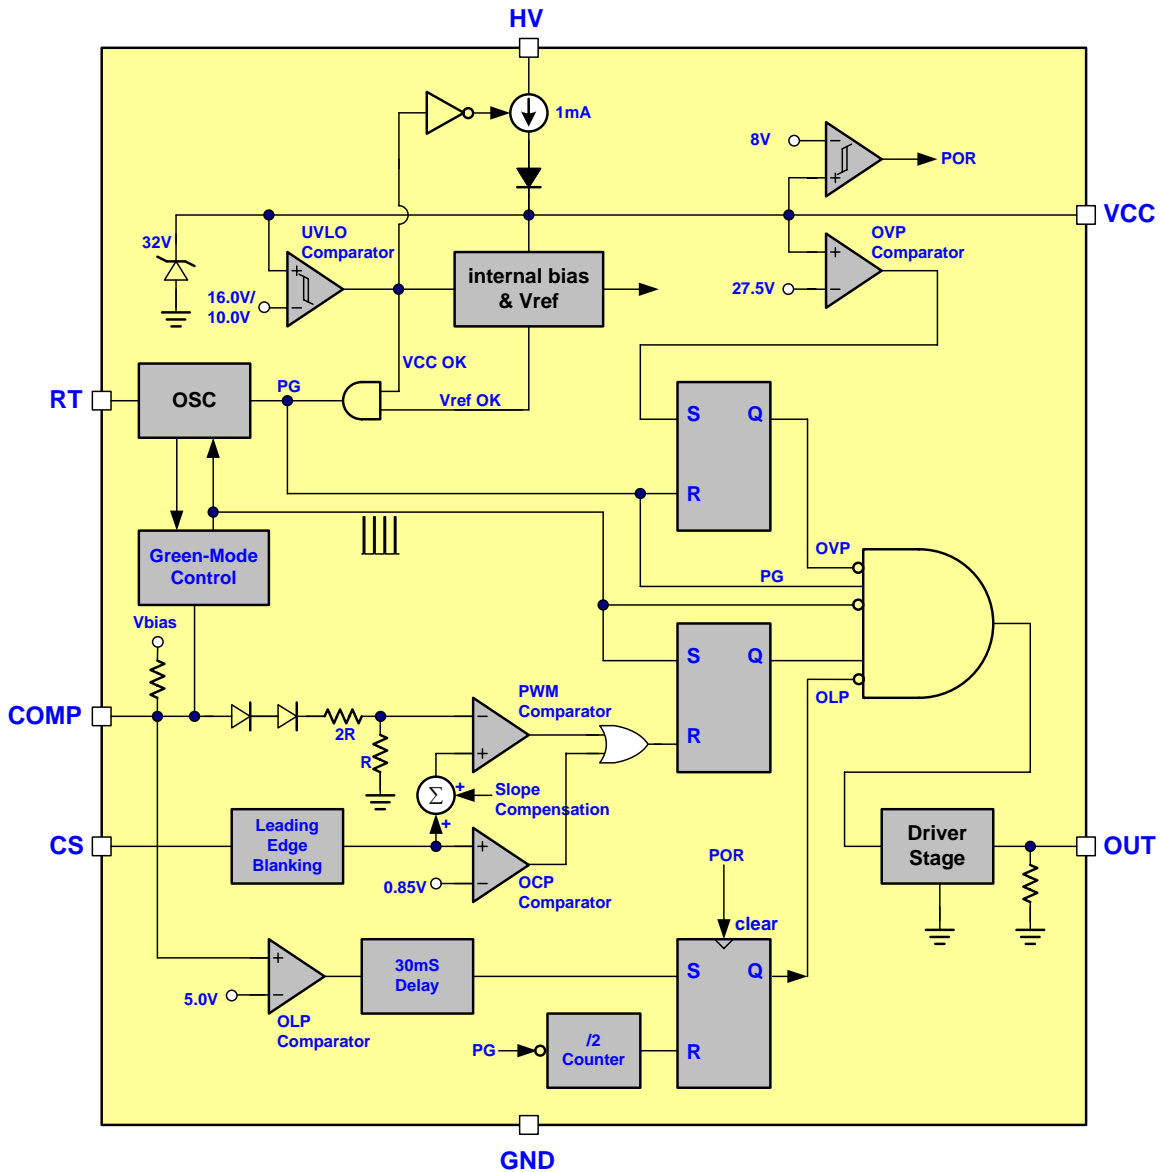 HV
1mA
8V
POR
VCC
UVLO
Comparator
32V
16.0V/
10.0V
internal bias
& Vref
OVP
Comparator
27.5V
VCC OK
Vref OK
PG
RT
OSC
S
Q
R
Green-Mode
Control
OVP
PG
Vbias
COMP
2R
R
PWM
Comparator
S
Q
R
OLP
Σ
+
+
Slope
Compensation
CS
Leading
Edge
Blanking
0.85V
OCP
Comparator
POR
clear
Driver
Stage
OUT
5.0V
OLP
Comparator
30mS
Delay
S
Q
R
PG
/2
Counter
GND